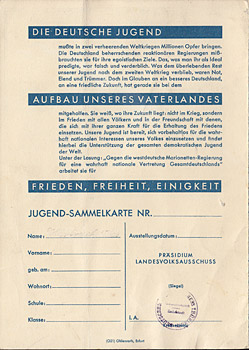 DIE DEUTSCHE JUGEND
mußte in zwei verheerenden Weltkriegen Millionen Opfer bringen.
Die Deutschland beherrschenden reaktionären Regierungen miß-
brauchten sie für ihre egoistischen Ziele. Das, was man ihr als Ideal
predigte, war falsch und verderblich. Was dem überlebenden Rest
unserer Jugend nach dem zweiten Weltkrieg verblieb, waren Not,
Elend und Trümmer. Doch im Glauben an ein besseres Deutschland,
an eine friedliche Zukunft, hat gerade sie bei dem
AUFBAU UNSERES VATERLANDES
mitgeholfen. Sie weiß, wo ihre Zukunft liegt: nicht im Krieg, sondern
im Frieden mit allen Völkern und in der Freundschaft mit denen,
die sich mit ihrer ganzen Kraft für die Erhaltung des Friedens
einsetzen. Unsere Jugend ist bereit, sich vorbehaltlos für die wahr-
haft nationalen Interessen unseres Volkes einzusetzen und findet
hierbei die Unterstützung der gesamten demokratischen Jugend
der Welt.
Unter der Losung: „Gegen die westdeutsche Marionetten-Regierung
für eine wahrhaft nationale Vertretung Gesamtdeutschlands"
arbeitet sie für
FRIEDEN, FREIHEIT, EINIGKEIT
JUGEND-SAMMELKARTE NR.
Name: Ausstellungsdatum:
Vorname:
geb. am: PRÄSIDIUM
LANDESVOLKSAUSSCHUSS
Wohnort:
(Siegel)
Schule:
Klasse: I. A.
Erfurt